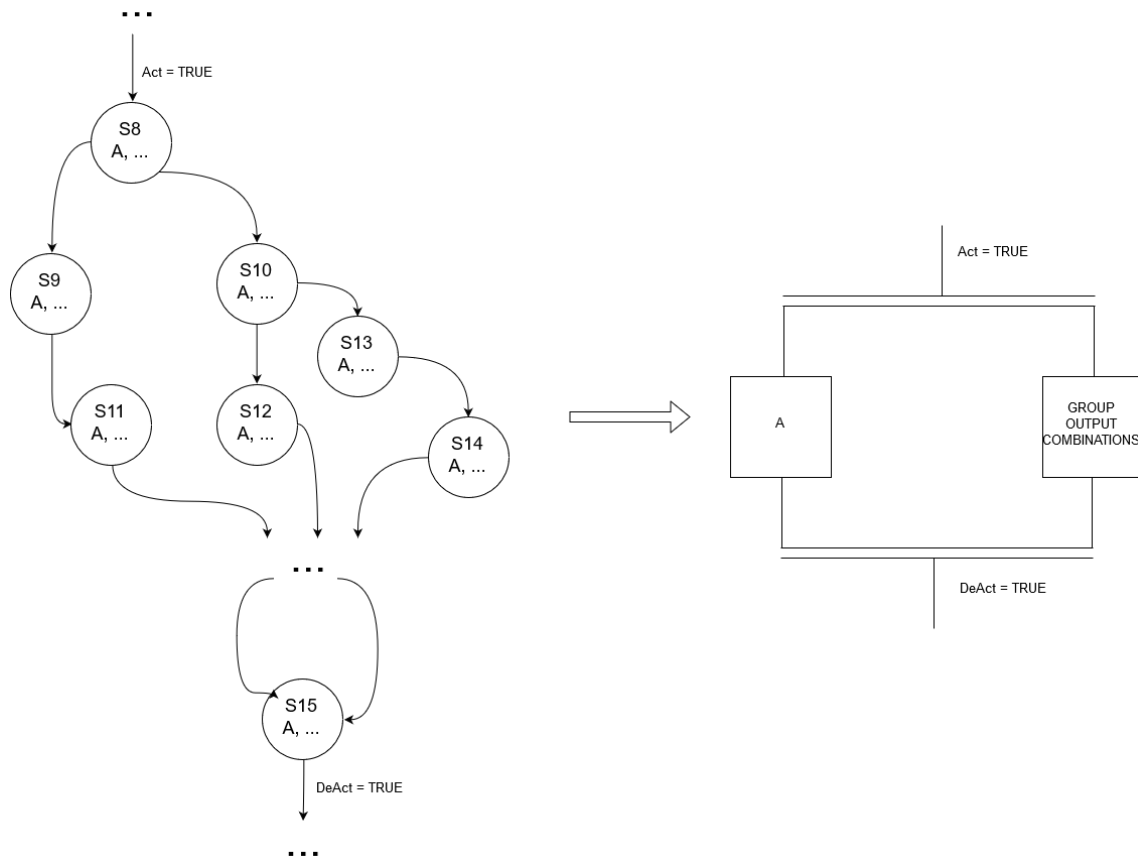 ...
Act = TRUE
S8
A, ...
S9
A, ...
S10
A, ...
S13
A, ...
S11
A, ...
S12
A, ...
S14
A, ...
...
S15
A, ...
DeAct = TRUE
...
Act = TRUE
A
GROUP
OUTPUT
COMBINATIONS
DeAct = TRUE